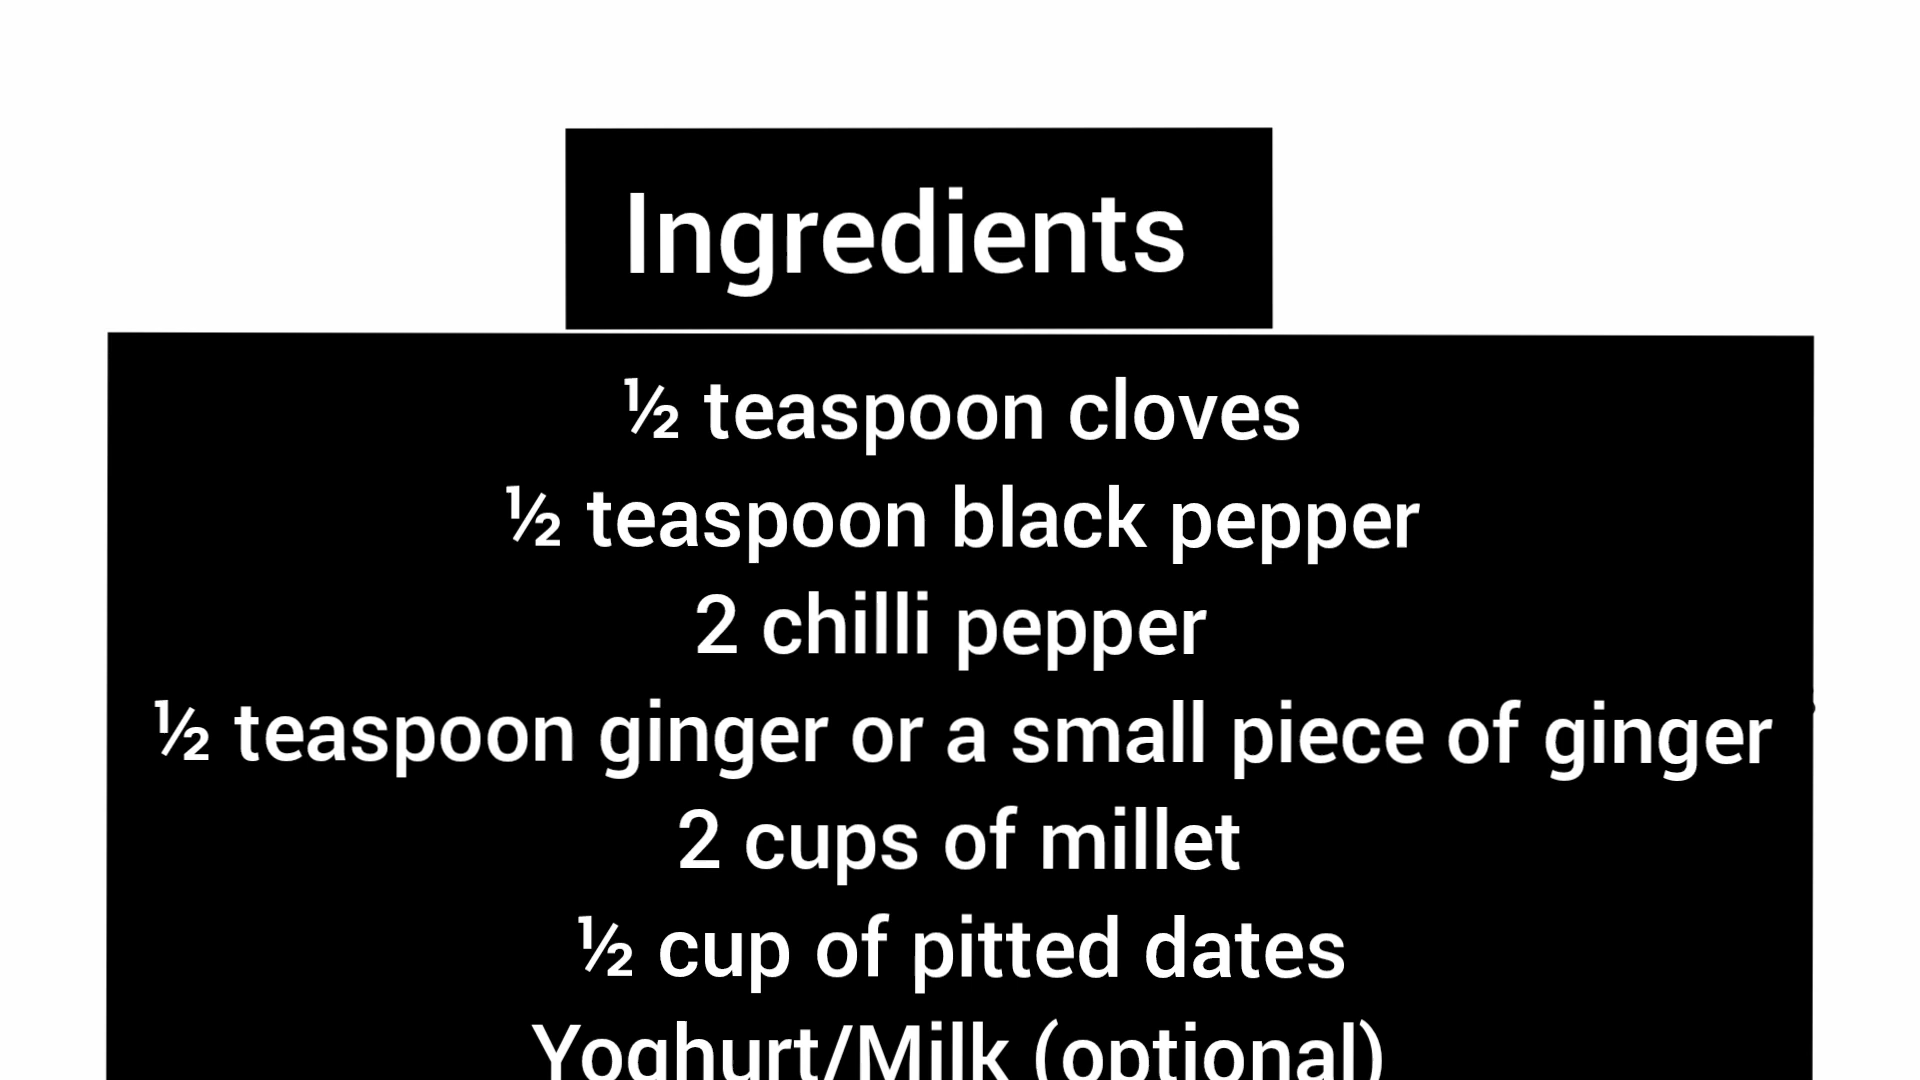 Ingredients
½ teaspoon cloves
½ teaspoon black pepper
2 chilli pepper
½ teaspoon ginger or a small piece of ginger
2 cups of millet
½ cup of pitted dates
Yoghurt/Milk (optional)